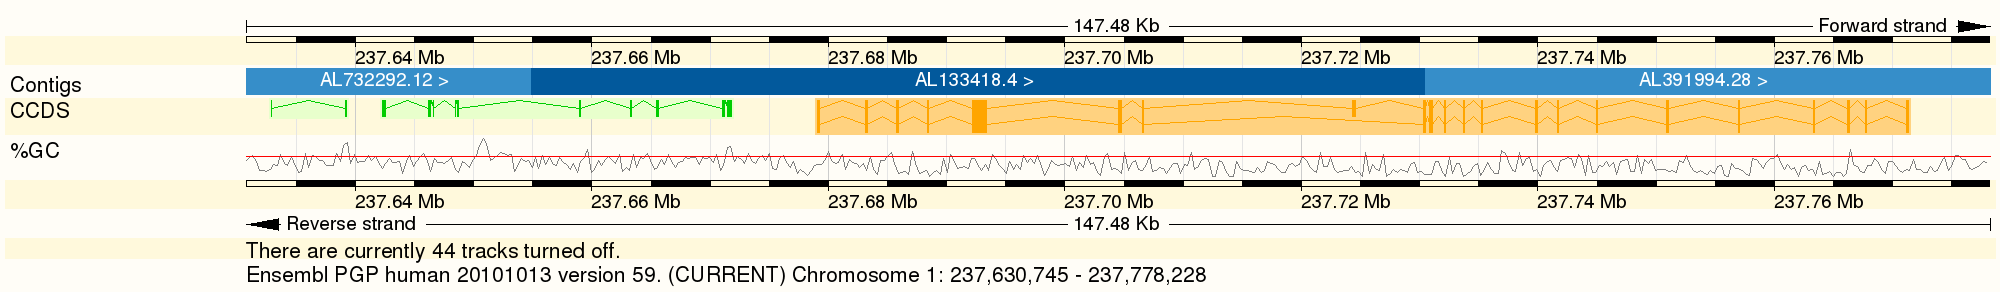 147.48 Kb Forward strand
237.64 Mb 237.66 Mb 237.68 Mb 237.70 Mb 237.72 Mb 237.74 Mb 237.76 Mb
Contigs AL732292.12 > AL133418.4 > AL391994.28 >
CCDS
%GC
237.64 Mb 237.66 Mb 237.68 Mb 237.70 Mb 237.72 Mb 237.74 Mb 237.76 Mb
Reverse strand 147.48 Kb
There are currently 44 tracks turned off.
Ensembl PGP human 20101013 version 59. (CURRENT) Chromosome 1: 237,630,745 - 237,778,228